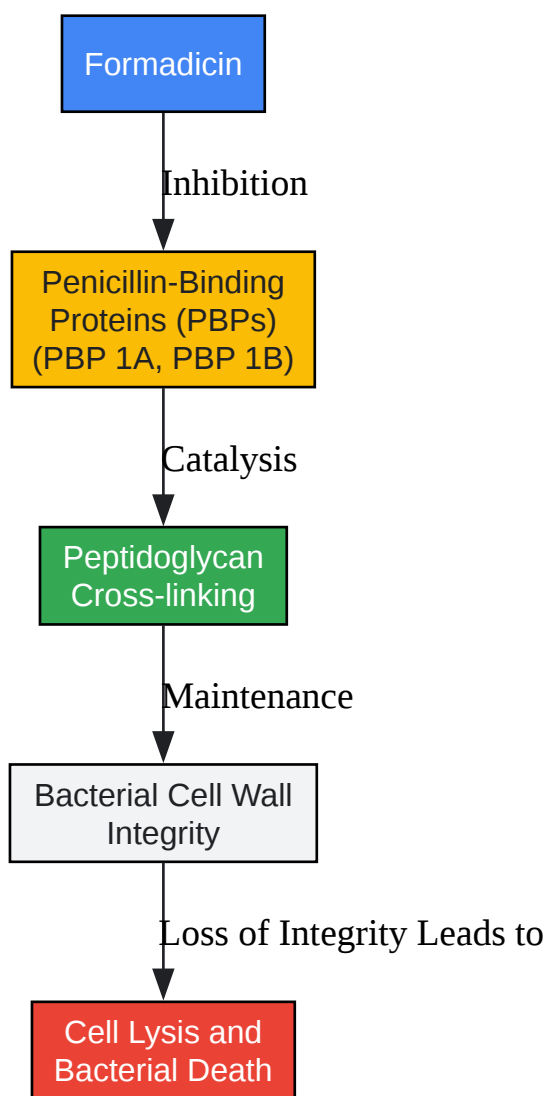 Formadicin
Inhibition
Penicillin-Binding
Proteins (PBPs)
(PBP 1A, PBP 1B)
Catalysis
Peptidoglycan
Cross-linking
Maintenance
Bacterial Cell Wall
Integrity
Loss of Integrity Leads to
Cell Lysis and
Bacterial Death